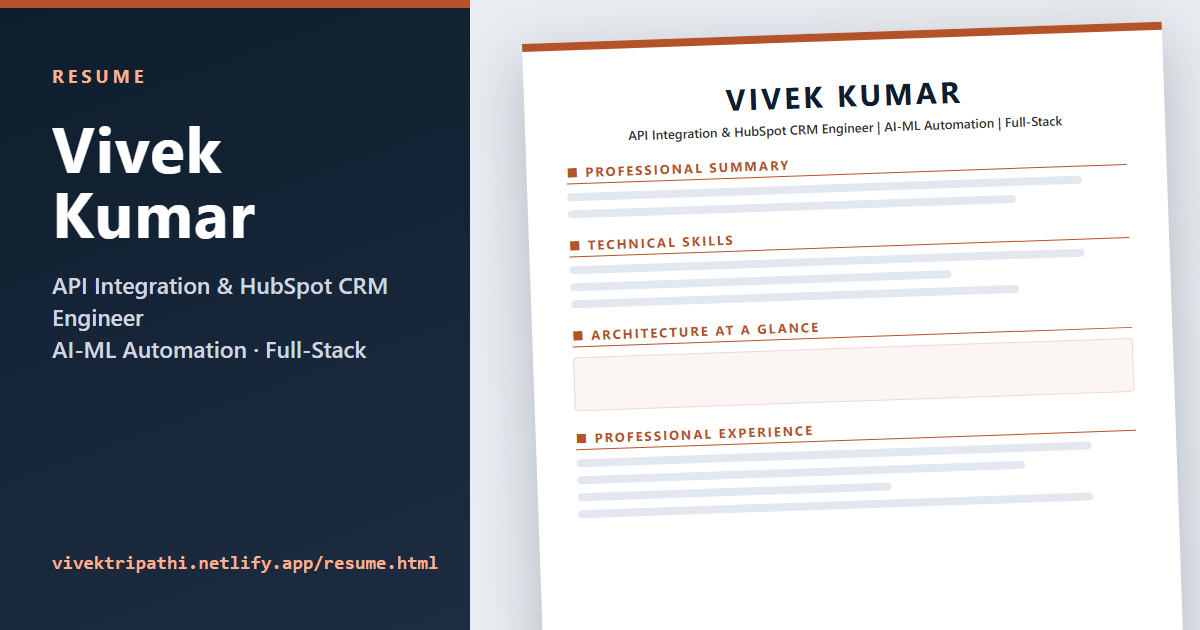 RESUME
Vivek
Kumar
API Integration & HubSpot CRM
Engineer
AI-ML Automation · Full-Stack
vivektripathi.netlify.app/resume.html
VIVEK KUMAR
API Integration & HubSpot CRM Engineer | AI-ML Automation | Full-Stack
■ PROFESSIONAL SUMMARY
■ TECHNICAL SKILLS
■ ARCHITECTURE AT A GLANCE
■ PROFESSIONAL EXPERIENCE